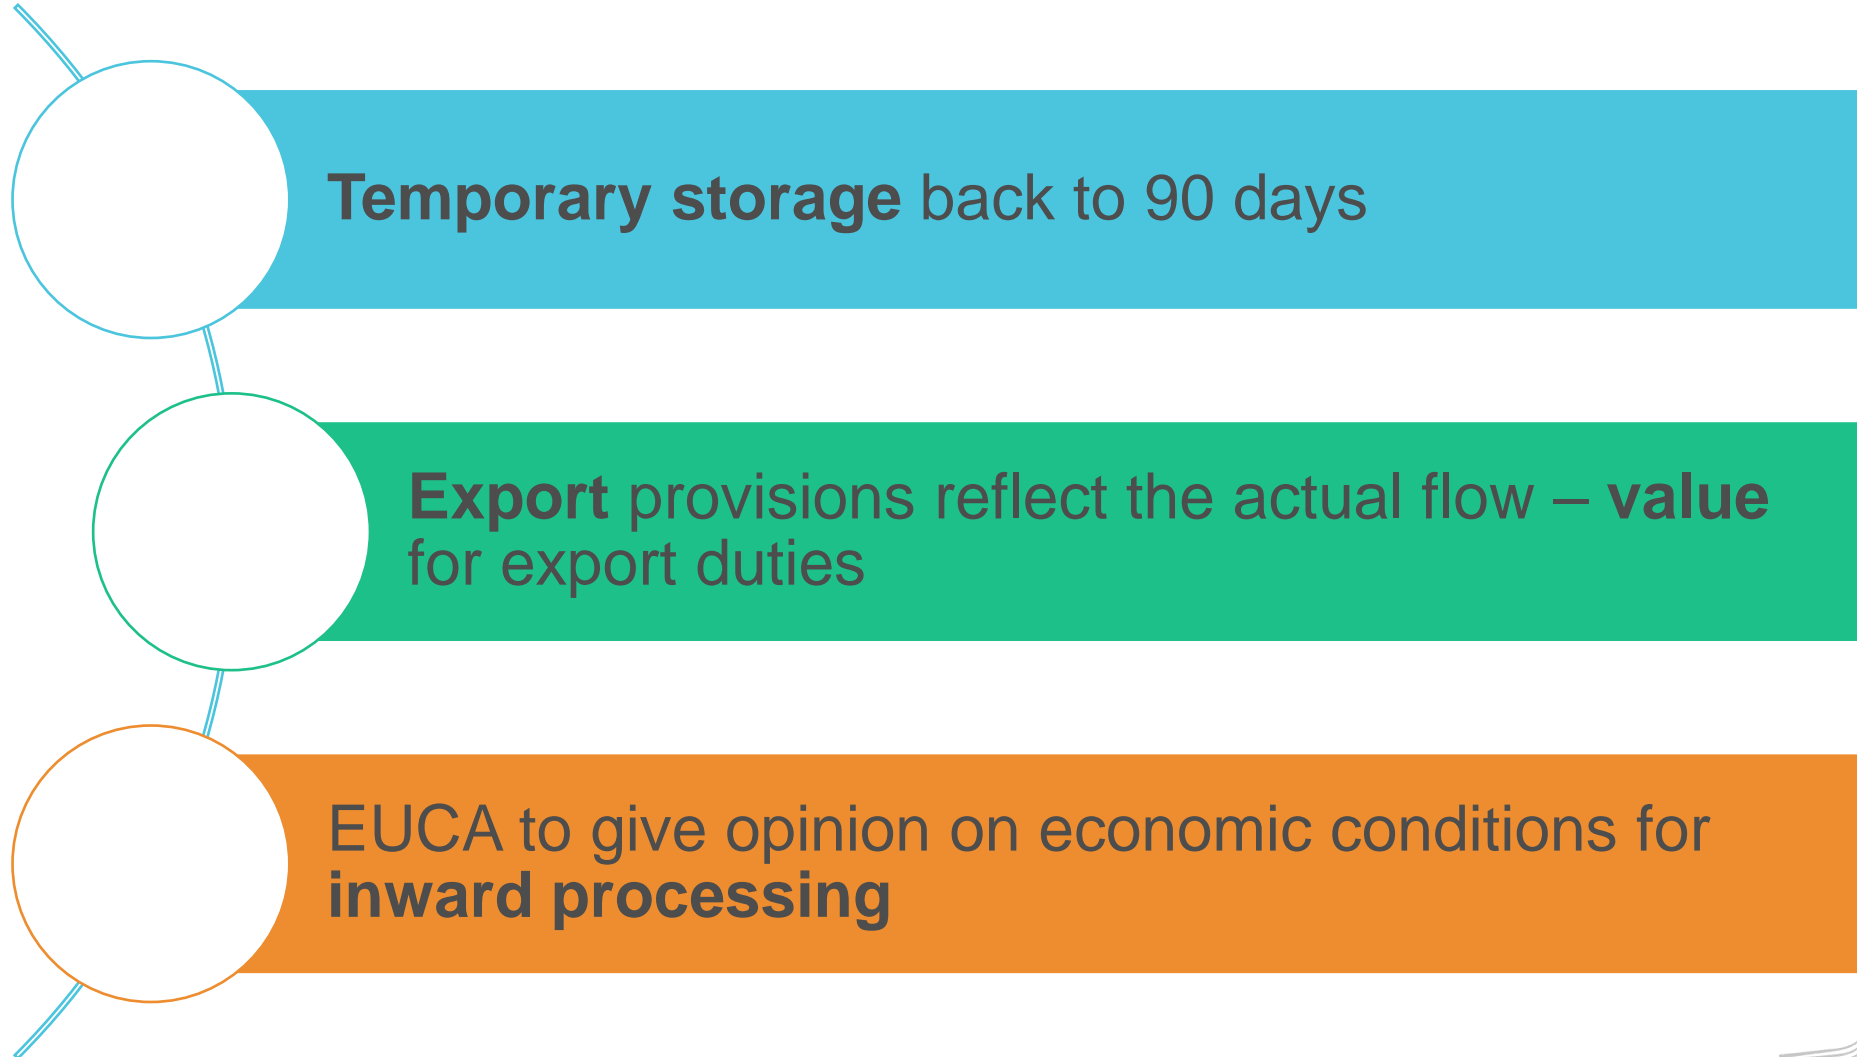 Temporary storage back to 90 days
Export provisions reflect the actual flow – value
for export duties
EUCA to give opinion on economic conditions for
inward processing